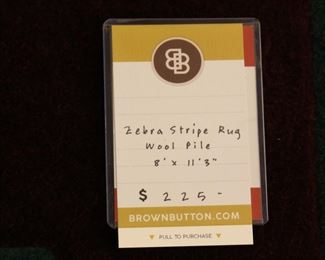 BB
Zebra Stripe Rug
Wool Pile
8' x 11'3"
$ 225-
BROWNBUTTON.COM
PULL TO PURCHASE